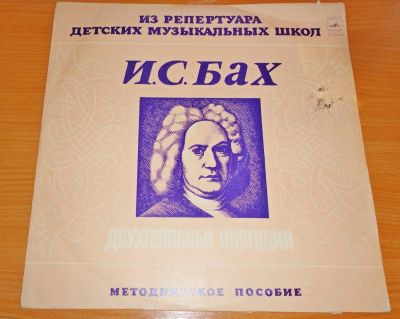 ИЗ РЕПЕРТУАРА
ДЕТСКИХ МУЗЫКАЛЬНЫХ ШКОЛ
И.С.Бах
ДВУХГОЛОСНЫЕ ИНВЕНЦИИ
МЕТОДИЧЕСКОЕ ПОСОБИЕ